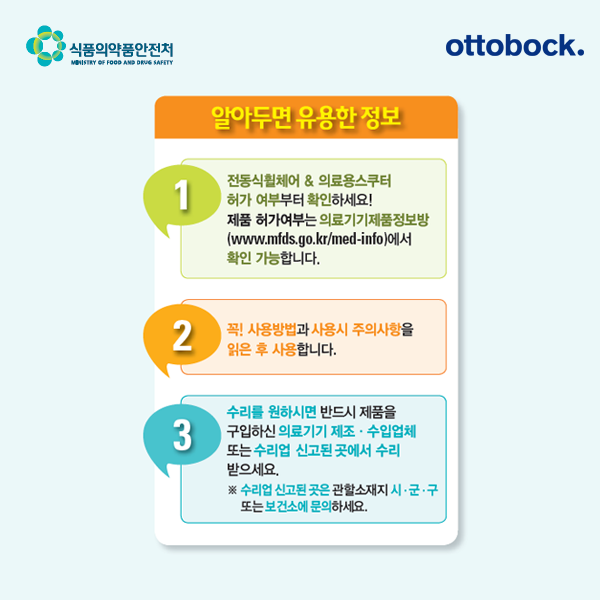 식품의약품안전처
MINISTRY OF FOOD AND DRUG SAFETY
ottobock.
알아두면 유용한 정보
1
전동식휠체어 & 의료용스쿠터
허가 여부부터 확인하세요!
제품 허가여부는 의료기기제품정보방
(www.mfds.go.kr/med-info)에서
확인 가능합니다.
2
꼭! 사용방법과 사용시 주의사항을
읽은 후 사용합니다.
3
수리를 원하시면 반드시 제품을
구입하신 의료기기 제조 · 수입업체
또는 수리업 신고된 곳에서 수리
받으세요.
※ 수리업 신고된 곳은 관할소재지 시 · 군 · 구
또는 보건소에 문의하세요.